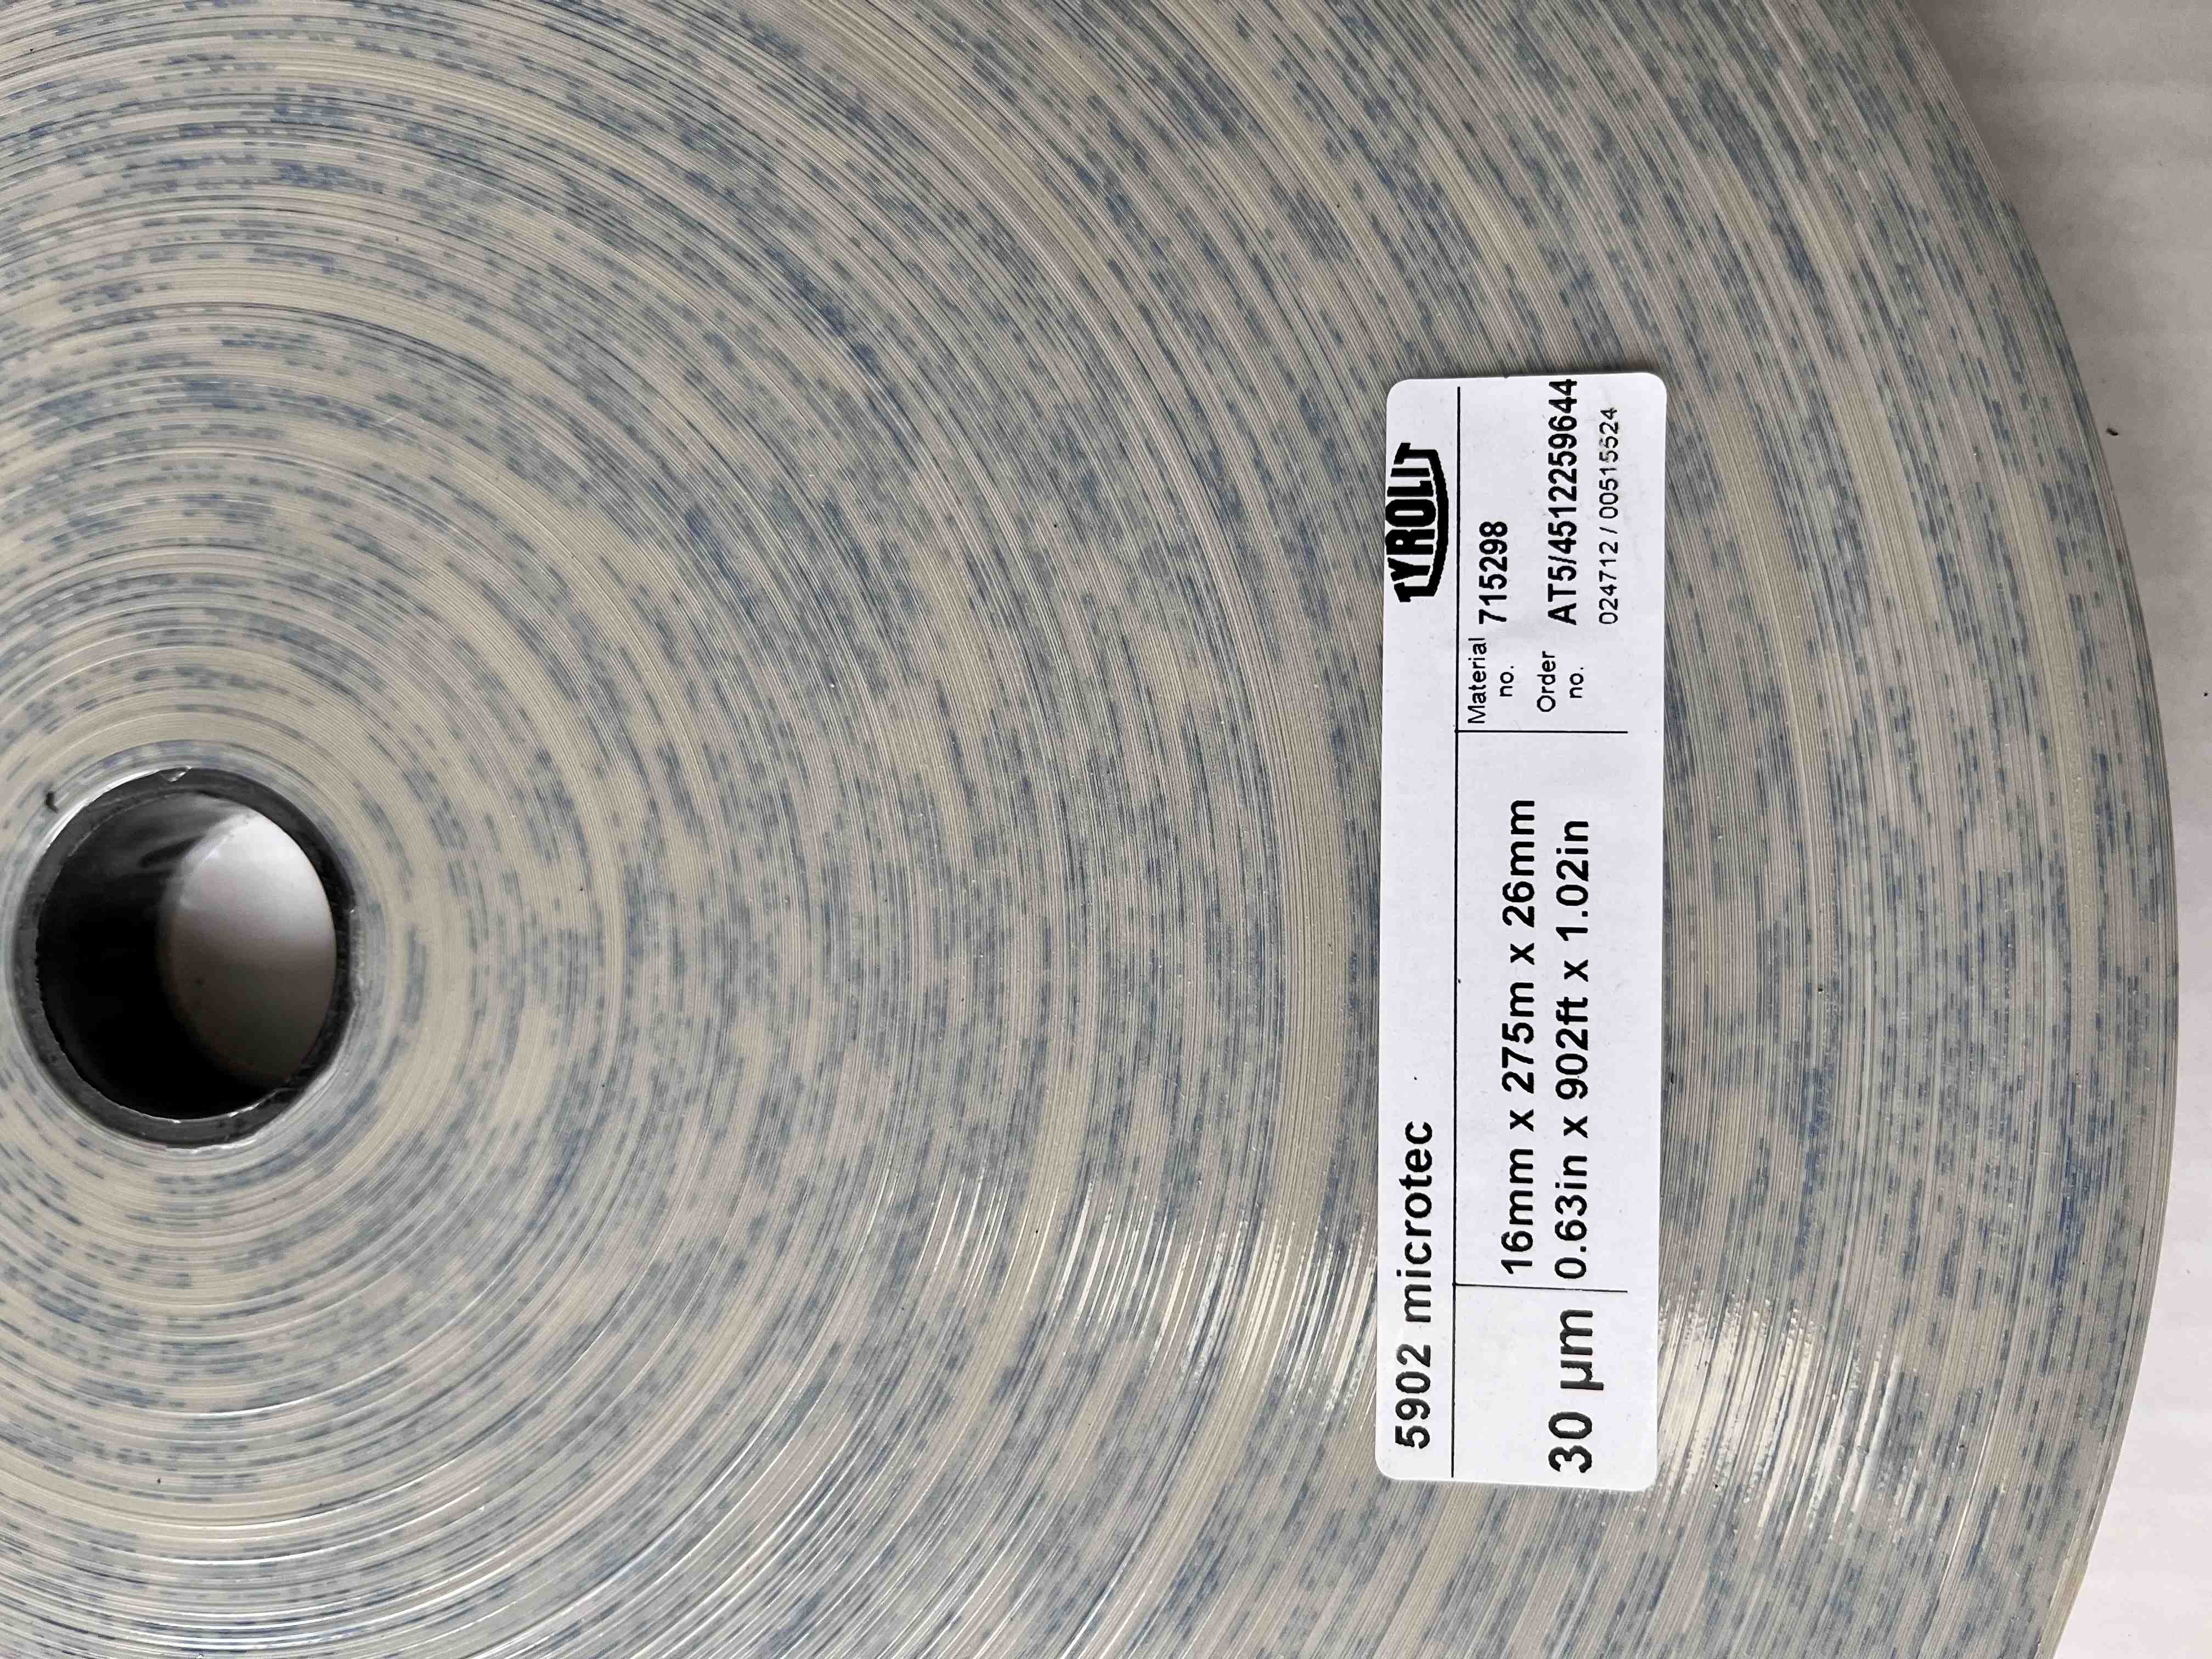 5902 microtec TYROLIT
30 µm
16mm x 275m x 26mm
0.63in x 902ft x 1.02in
Material no. 715298
Order no. AT5/4512259644
024712 / 00515524